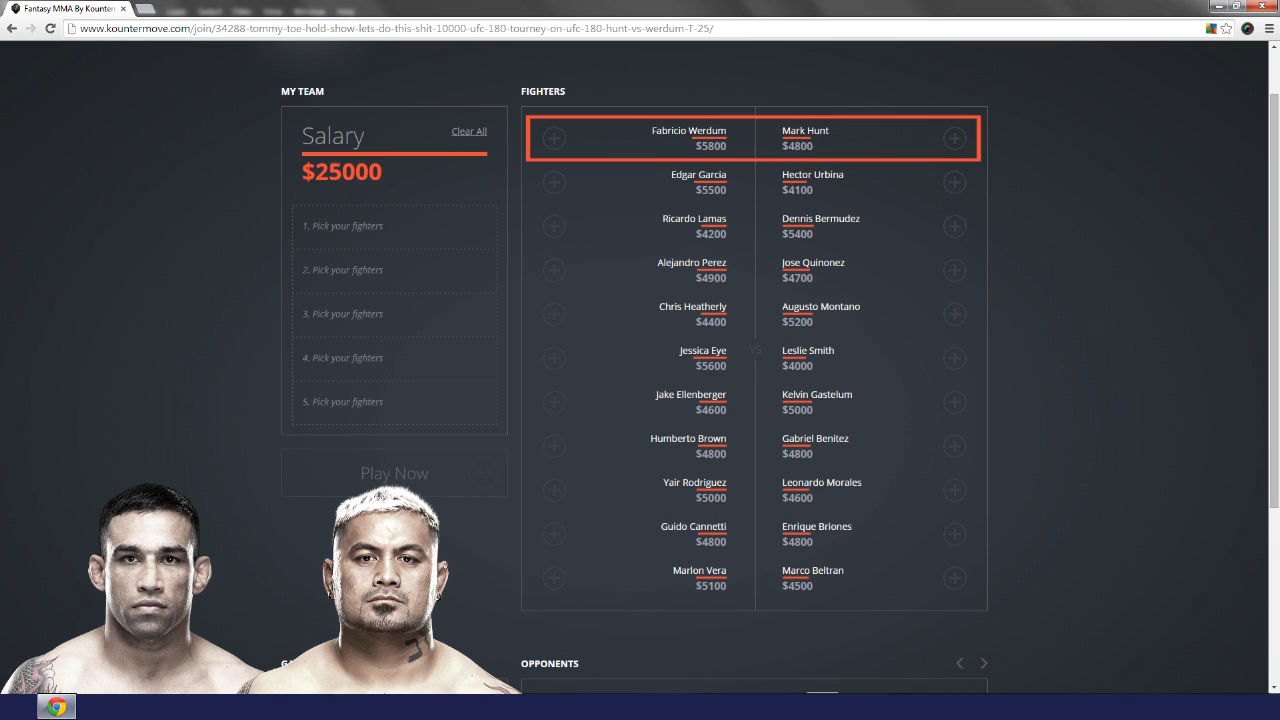 Fantasy MMA By Kounter
www.kountermove.com/join/34288-tommy-toe-hold-show-lets-do-this-shit-10000-ufc-180-tourney-on-ufc-180-hunt-vs-werdum-T-25/
MY TEAM
FIGHTERS
Salary
Clear All
$25000
1. Pick your fighters
2. Pick your fighters
3. Pick your fighters
4. Pick your fighters
5. Pick your fighters
Play Now
Fabricio Werdum Mark Hunt
$5800 $4800
Edgar Garcia Hector Urbina
$5500 $4100
Ricardo Lamas Dennis Bermudez
$4200 $5400
Alejandro Perez Jose Quinonez
$4900 $4700
Chris Heatherly Augusto Montano
$4400 $5200
VS
Jessica Eye Leslie Smith
$5600 $4000
Jake Ellenberger Kelvin Gastelum
$4600 $5000
Humberto Brown Gabriel Benitez
$4800 $4800
Yair Rodriguez Leonardo Morales
$5000 $4600
Guido Cannetti Enrique Briones
$4800 $4800
Marlon Vera Marco Beltran
$5100 $4500
OPPONENTS